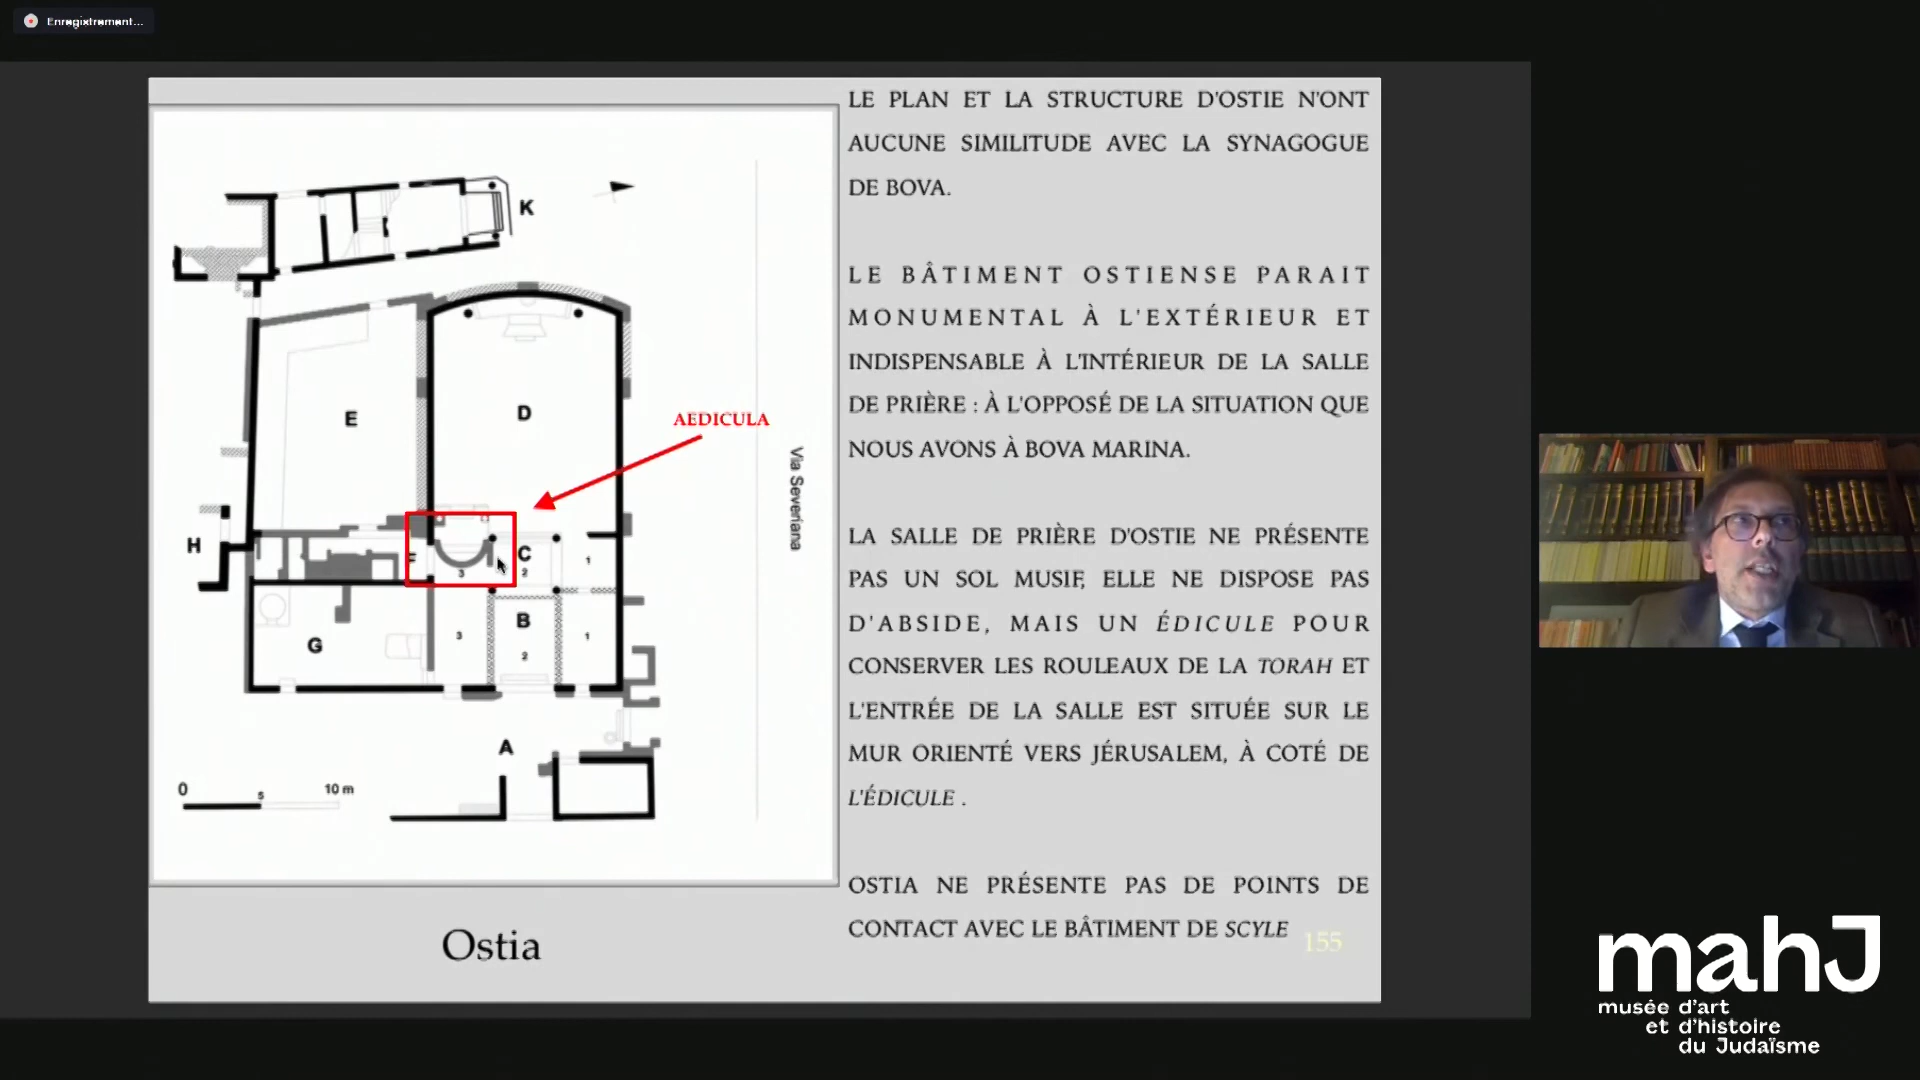 Enregistrement...
K
E
D
AEDICULA
Via Severiana
H
F
C
3
2
1
B
3
2
1
G
A
0
5
10 m
Ostia
LE PLAN ET LA STRUCTURE D'OSTIE N'ONT
AUCUNE SIMILITUDE AVEC LA SYNAGOGUE
DE BOVA.
LE BÂTIMENT OSTIENSE PARAIT
MONUMENTAL À L'EXTÉRIEUR ET
INDISPENSABLE À L'INTÉRIEUR DE LA SALLE
DE PRIÈRE : À L'OPPOSÉ DE LA SITUATION QUE
NOUS AVONS À BOVA MARINA.
LA SALLE DE PRIÈRE D'OSTIE NE PRÉSENTE
PAS UN SOL MUSIF, ELLE NE DISPOSE PAS
D'ABSIDE, MAIS UN ÉDICULE POUR
CONSERVER LES ROULEAUX DE LA TORAH ET
L'ENTRÉE DE LA SALLE EST SITUÉE SUR LE
MUR ORIENTÉ VERS JÉRUSALEM, À COTÉ DE
L'ÉDICULE .
OSTIA NE PRÉSENTE PAS DE POINTS DE
CONTACT AVEC LE BÂTIMENT DE SCYLE
155
mahJ
musée d'art
et d'histoire
du Judaïsme